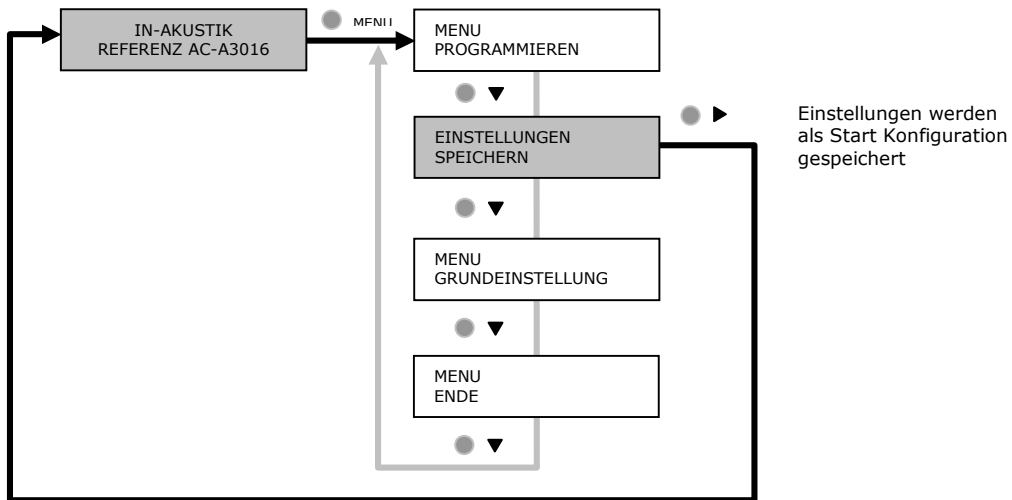 IN-AKUSTIK
REFERENZ AC-A3016
MENU
MENU
PROGRAMMIEREN
EINSTELLUNGEN
SPEICHERN
Einstellungen werden
als Start Konfiguration
gespeichert
MENU
GRUNDEINSTELLUNG
MENU
ENDE